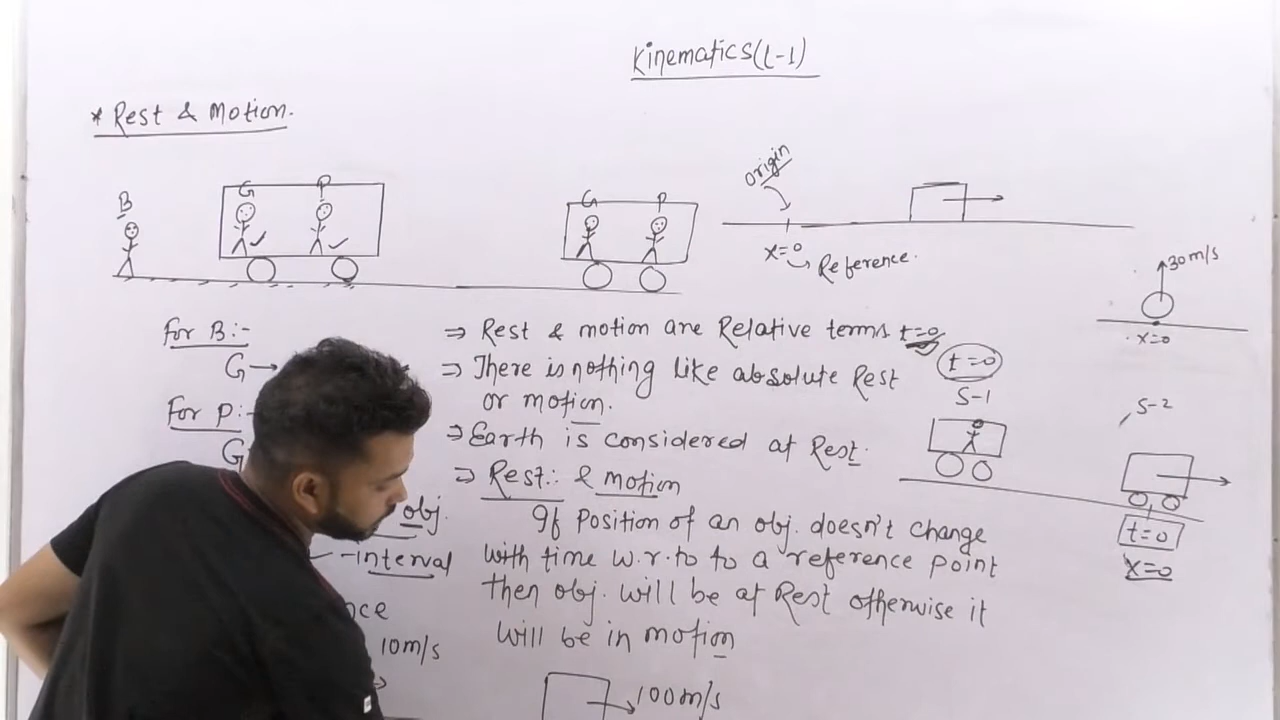 Kinematics(L-1)
* Rest & Motion.
B
G P
G P
origin
x=0
Reference.
30m/s
x=0
For B:-
G→
For P:-
G
obj.
-interval
nce
10m/s
⇒ Rest & motion are Relative terms t=0
⇒ There is nothing like absolute Rest
or motion.
⇒ Earth is considered at Rest.
⇒ Rest:- & motion
If Position of an obj. doesn't change
with time w.r.to to a reference point
then obj. will be at Rest otherwise it
will be in motion
100m/s
t=0
S-1
S-2
t=0
x=0